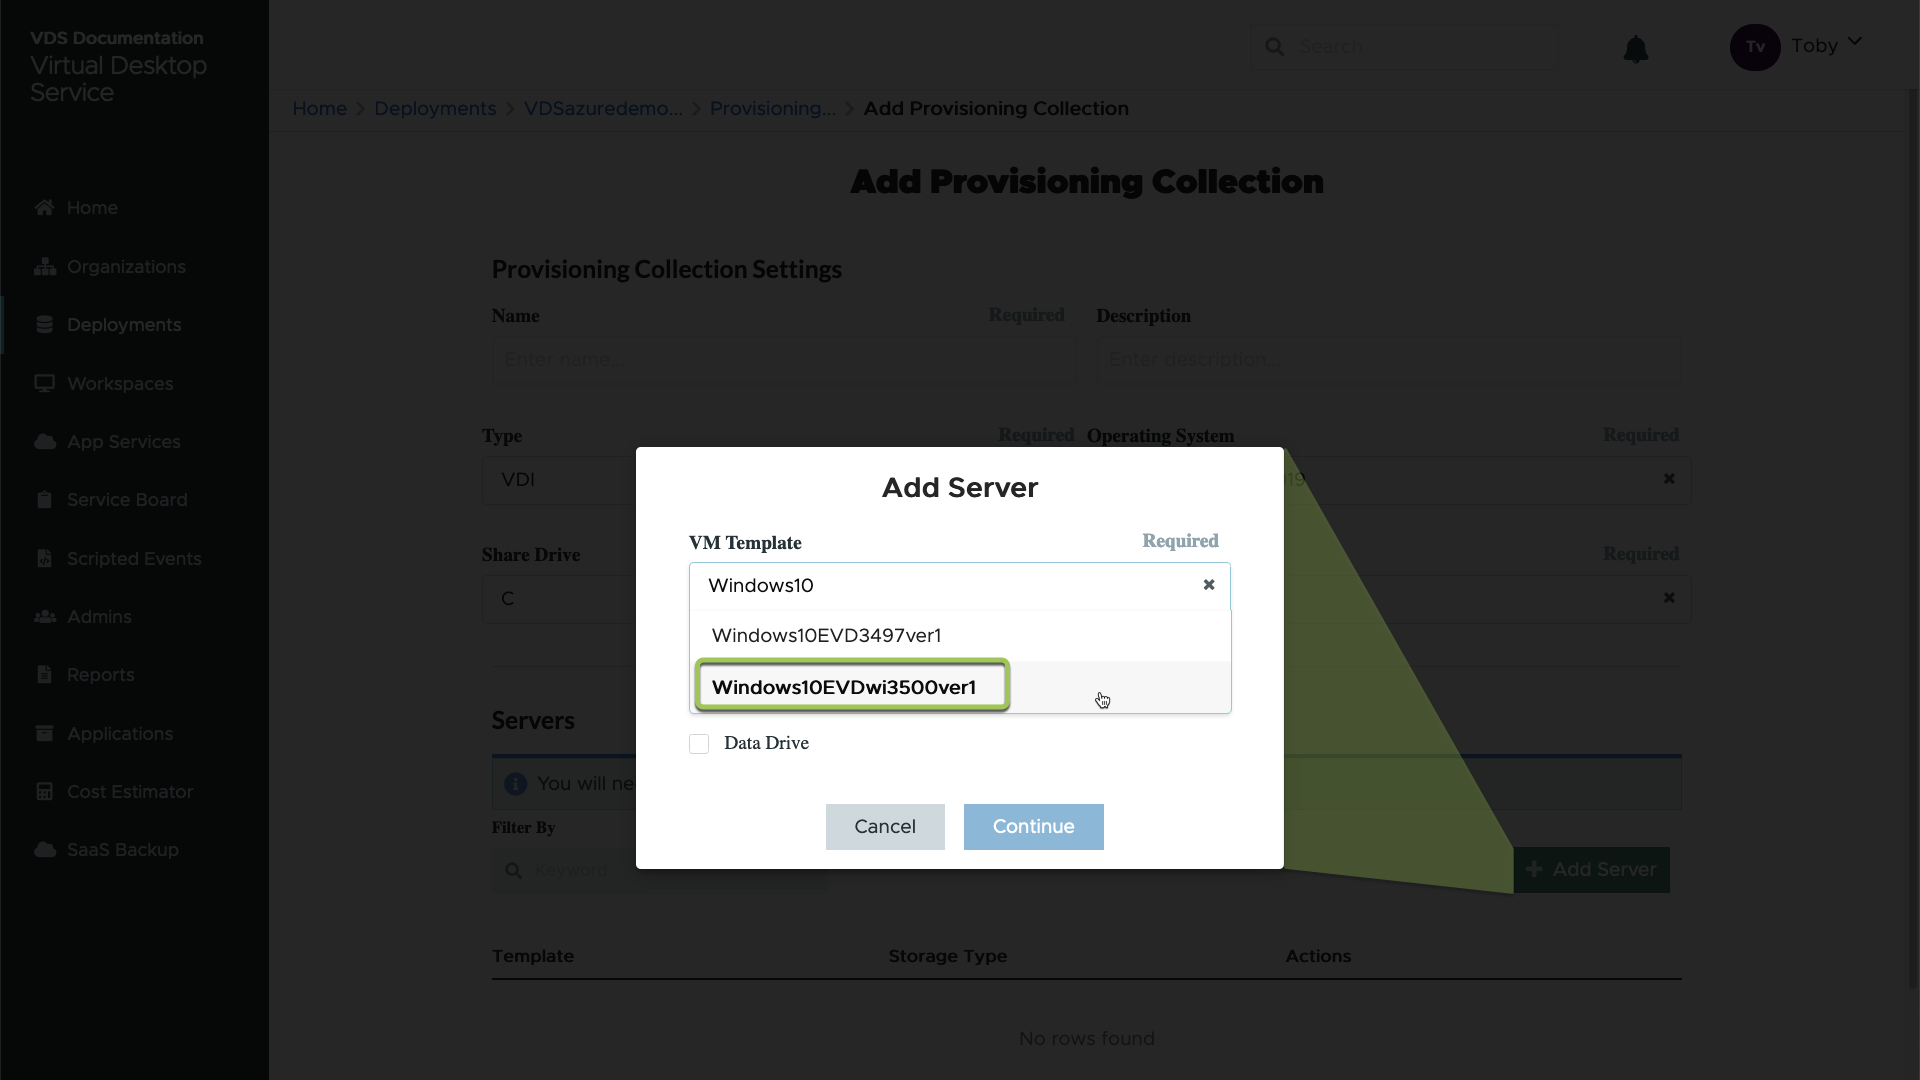 VDS Documentation
Virtual Desktop
Service
Search
Tv
Toby
Home > Deployments > VDSazuredemo... > Provisioning... > Add Provisioning Collection
Add Provisioning Collection
Home
Organizations
Deployments
Workspaces
App Services
Service Board
Scripted Events
Admins
Reports
Applications
Cost Estimator
SaaS Backup
Provisioning Collection Settings
Name
Required
Description
Enter name...
Enter description...
Type
Required
Operating System
Required
VDI
19
Share Drive
Required
C
Add Server
VM Template
Required
Windows10
Windows10EVD3497ver1
Windows10EVDwi3500ver1
Data Drive
Cancel
Continue
Servers
You will ne
Filter By
Keyword
+ Add Server
Template
Storage Type
Actions
No rows found